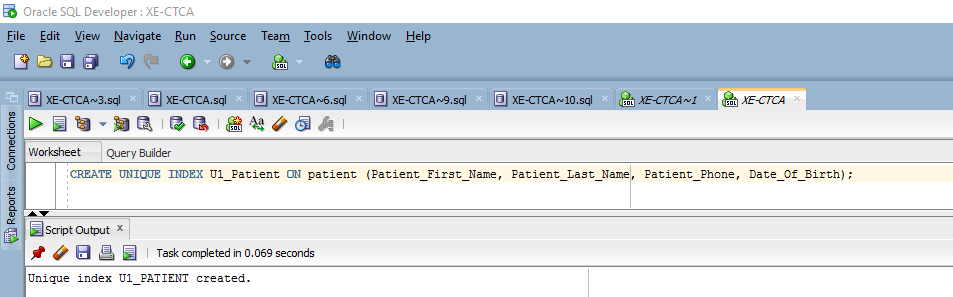 Oracle SQL Developer : XE-CTCA
File Edit View Navigate Run Source Team Tools Window Help
SQL
XE-CTCA~3.sql XE-CTCA.sql XE-CTCA~6.sql XE-CTCA~9.sql XE-CTCA~10.sql XE-CTCA~1 XE-CTCA
Connections
Reports
Worksheet Query Builder
CREATE UNIQUE INDEX U1_Patient ON patient (Patient_First_Name, Patient_Last_Name, Patient_Phone, Date_Of_Birth);
Script Output x
Task completed in 0.069 seconds
Unique index U1_PATIENT created.